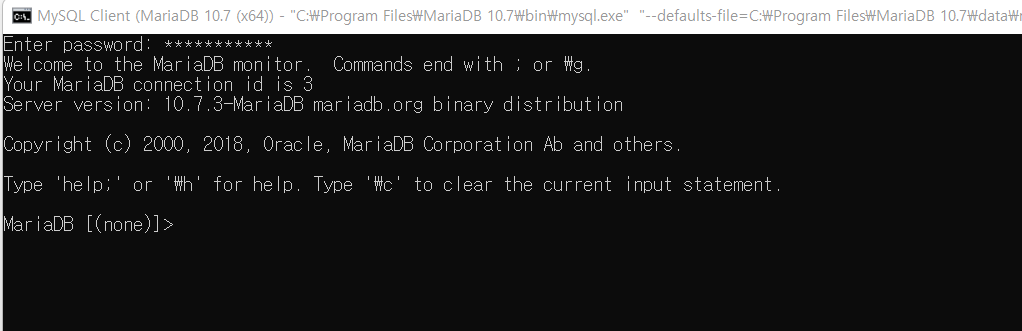 MySQL Client (MariaDB 10.7 (x64)) - "C:₩Program Files₩MariaDB 10.7₩bin₩mysql.exe" "--defaults-file=C:₩Program Files₩MariaDB 10.7₩data₩
Enter password: ***********
Welcome to the MariaDB monitor.  Commands end with ; or ₩g.
Your MariaDB connection id is 3
Server version: 10.7.3-MariaDB mariadb.org binary distribution
Copyright (c) 2000, 2018, Oracle, MariaDB Corporation Ab and others.
Type 'help;' or '₩h' for help. Type '₩c' to clear the current input statement.
MariaDB [(none)]>